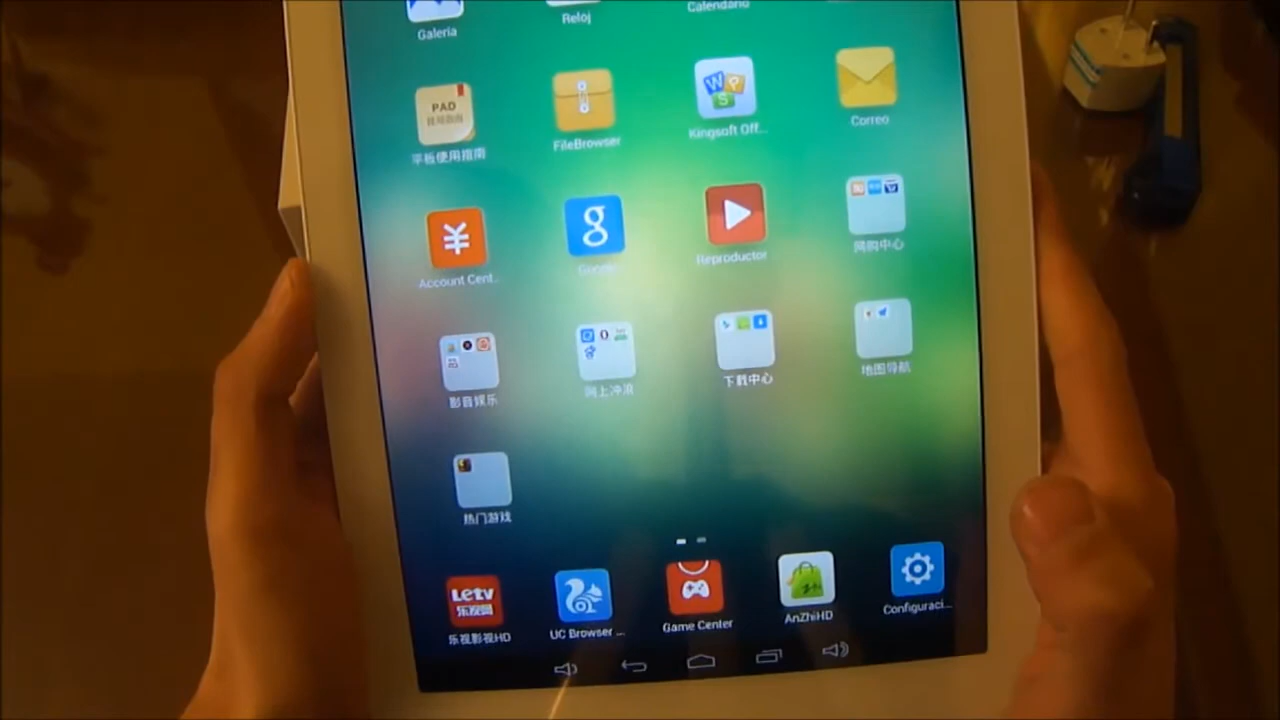 Galería
Reloj
Calendario
PAD
平板使用指南
FileBrowser
Kingsoft Off...
Correo
Account Cent..
Google
Reproductor
网购中心
影音娱乐
网上冲浪
下载中心
地图导航
热门游戏
Letv
乐视网
乐视影视HD
UC Browser ...
Game Center
AnZhiHD
Configuraci...